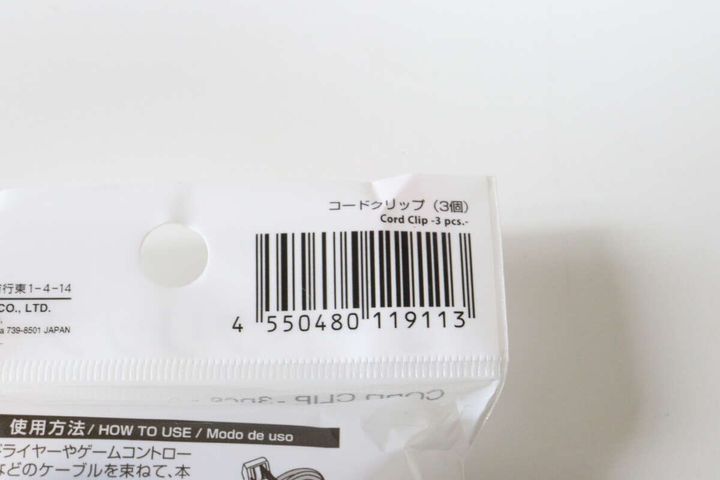 コードクリップ（3個）
Cord Clip -3 pcs.-
4 550480 119113
行東1-4-14
CO., LTD.
739-8501 JAPAN
使用方法/ HOW TO USE / Modo de uso
ドライヤーやゲームコントロー
などのケーブルを束ねて、本